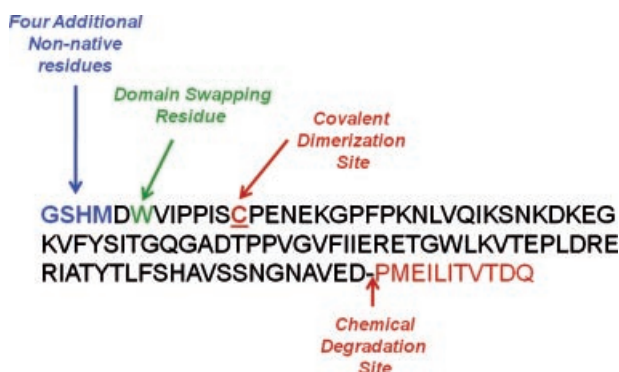 Four Additional
Non-native
residues
Domain Swapping
Residue
Covalent
Dimerization
Site
GSHMDWVIPPISCPENEKGPFPKNLVQIKSNKDKEG
KVFYSITGQGADTPPVGVFIIERETGWLKVTEPLDRE
RIATYTLFSHAVSSNGNAVED-PMEILITVTDQ
Chemical
Degradation
Site